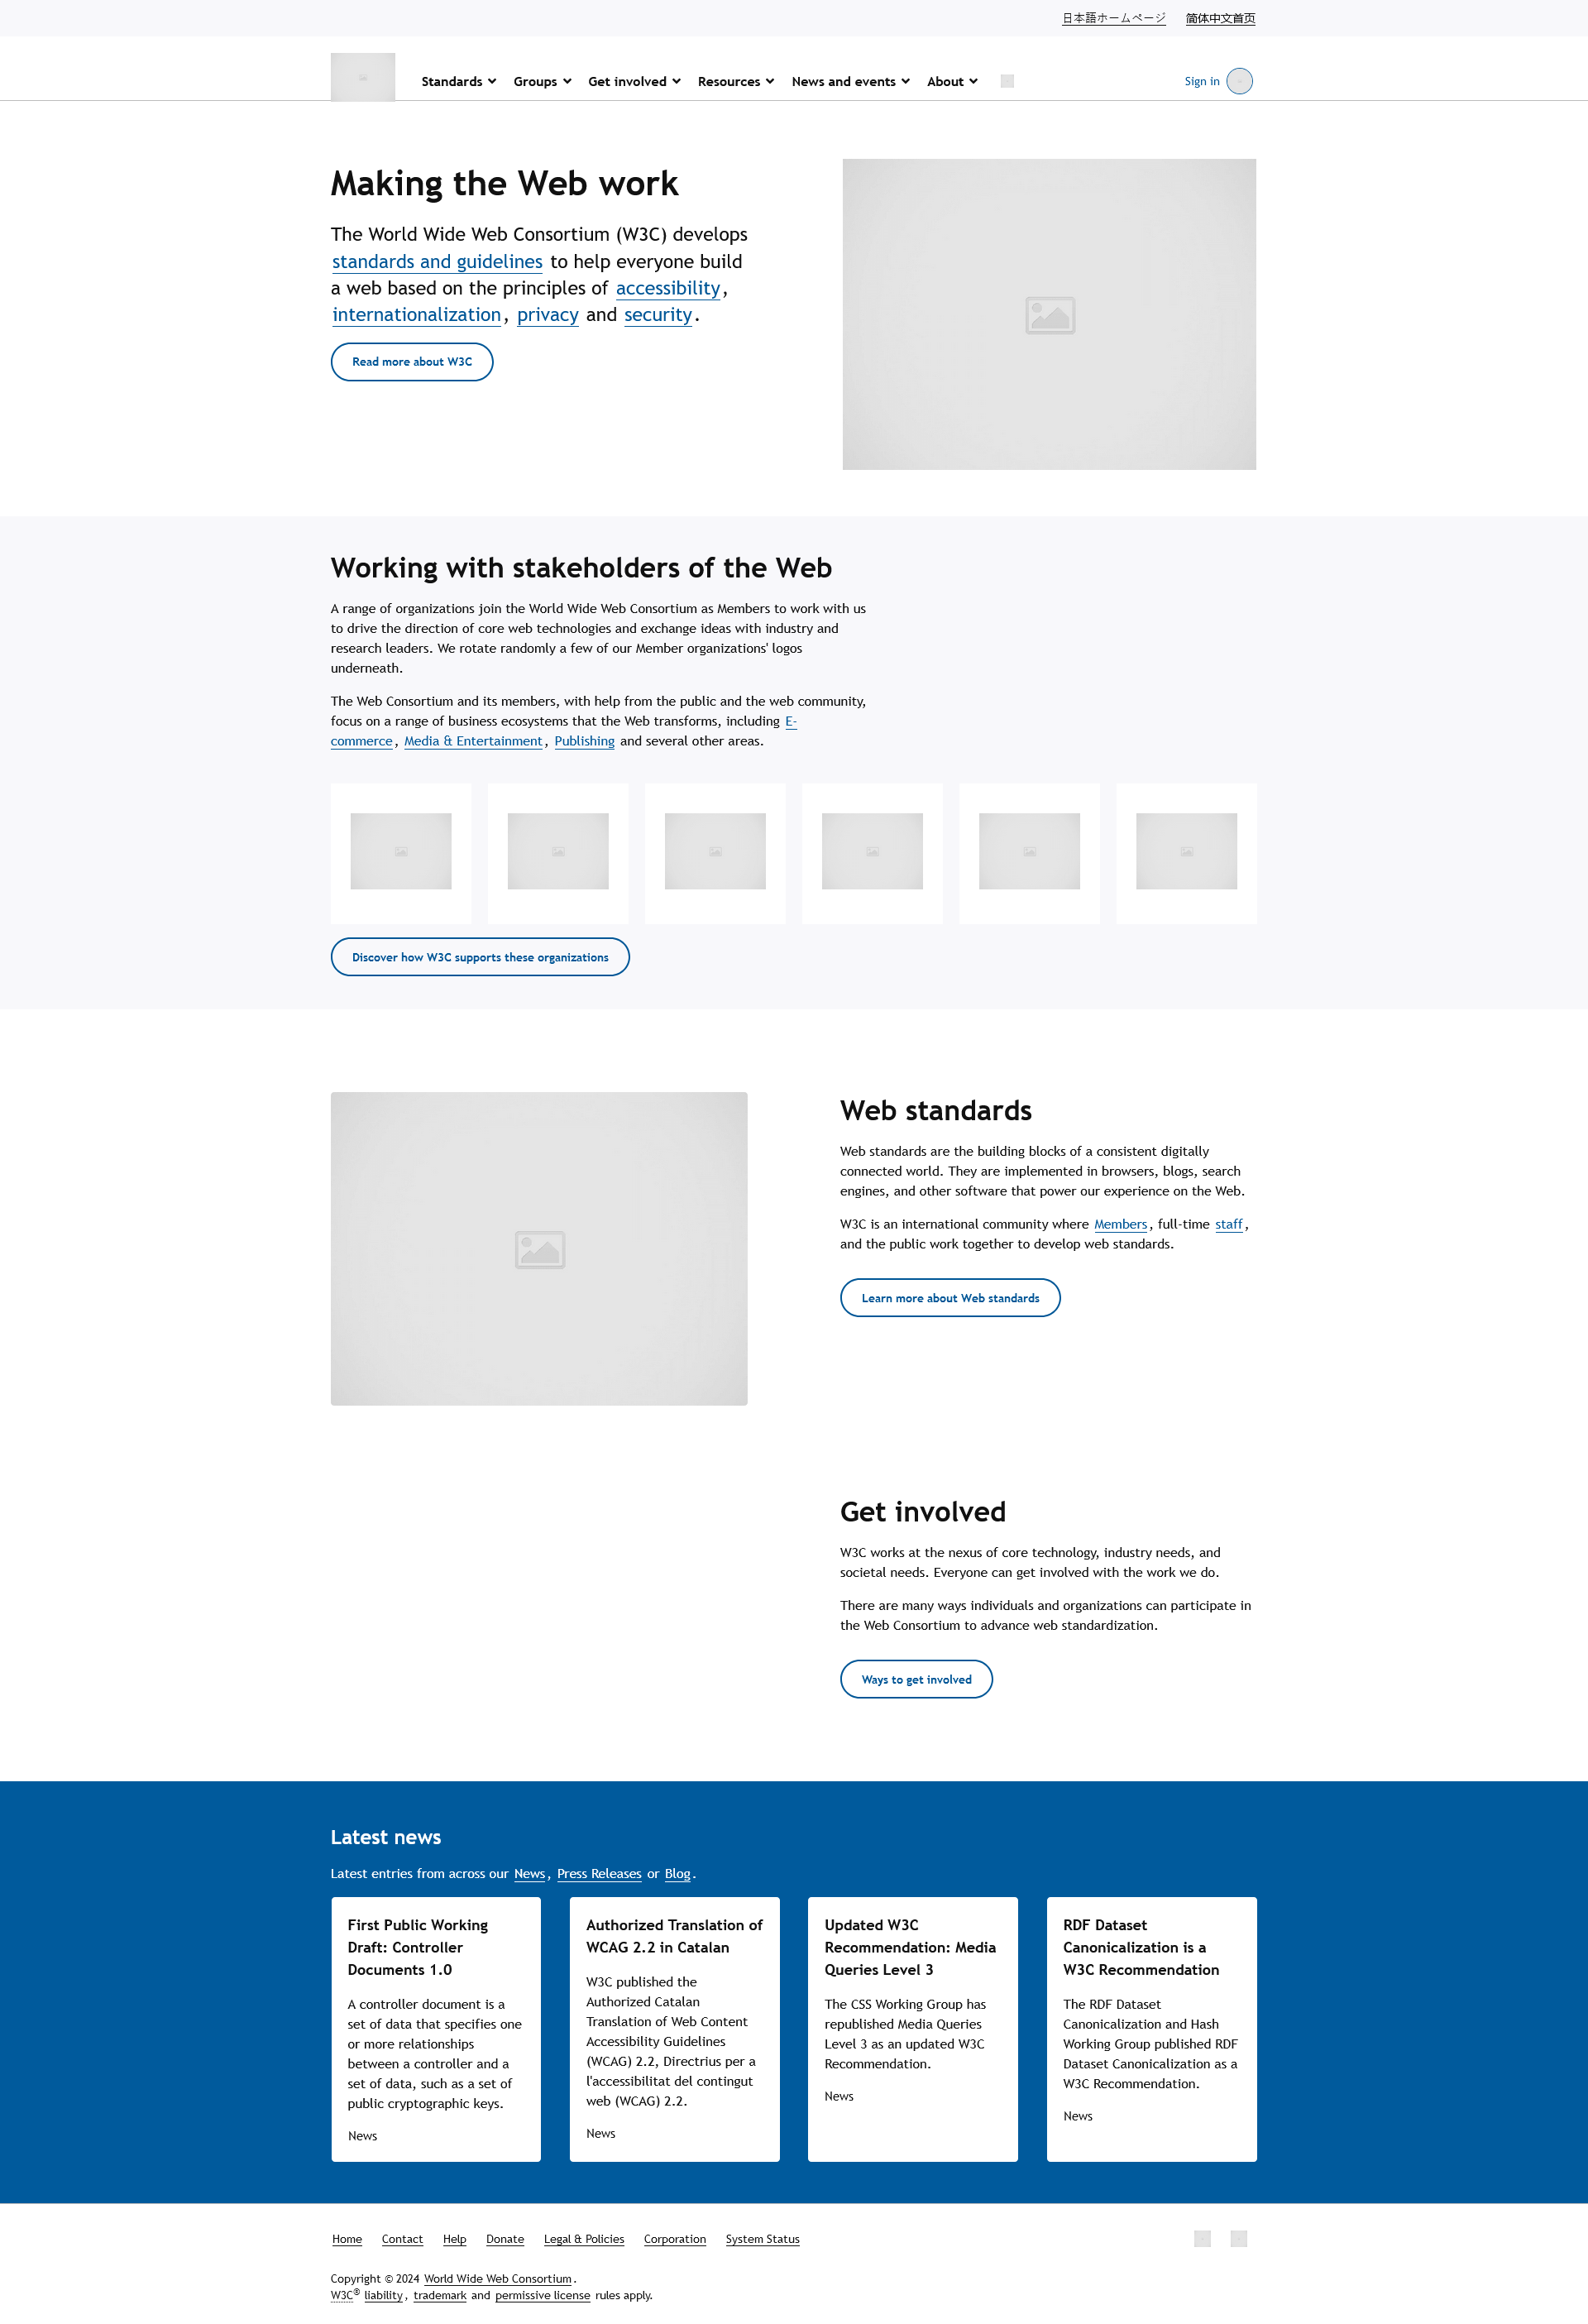 日本語ホームページ 简体中文首页
Standards Groups Get involved Resources News and events About Sign in
Making the Web work
The World Wide Web Consortium (W3C) develops
standards and guidelines to help everyone build
a web based on the principles of accessibility,
internationalization, privacy and security.
Read more about W3C
Working with stakeholders of the Web
A range of organizations join the World Wide Web Consortium as Members to work with us
to drive the direction of core web technologies and exchange ideas with industry and
research leaders. We rotate randomly a few of our Member organizations' logos
underneath.
The Web Consortium and its members, with help from the public and the web community,
focus on a range of business ecosystems that the Web transforms, including E-
commerce, Media & Entertainment, Publishing and several other areas.
Discover how W3C supports these organizations
Web standards
Web standards are the building blocks of a consistent digitally
connected world. They are implemented in browsers, blogs, search
engines, and other software that power our experience on the Web.
W3C is an international community where Members, full-time staff,
and the public work together to develop web standards.
Learn more about Web standards
Get involved
W3C works at the nexus of core technology, industry needs, and
societal needs. Everyone can get involved with the work we do.
There are many ways individuals and organizations can participate in
the Web Consortium to advance web standardization.
Ways to get involved
Latest news
Latest entries from across our News, Press Releases or Blog.
First Public Working
Draft: Controller
Documents 1.0
A controller document is a
set of data that specifies one
or more relationships
between a controller and a
set of data, such as a set of
public cryptographic keys.
News
Authorized Translation of
WCAG 2.2 in Catalan
W3C published the
Authorized Catalan
Translation of Web Content
Accessibility Guidelines
(WCAG) 2.2, Directrius per a
l'accessibilitat del contingut
web (WCAG) 2.2.
News
Updated W3C
Recommendation: Media
Queries Level 3
The CSS Working Group has
republished Media Queries
Level 3 as an updated W3C
Recommendation.
News
RDF Dataset
Canonicalization is a
W3C Recommendation
The RDF Dataset
Canonicalization and Hash
Working Group published RDF
Dataset Canonicalization as a
W3C Recommendation.
News
Home Contact Help Donate Legal & Policies Corporation System Status
Copyright © 2024 World Wide Web Consortium.
W3C® liability, trademark and permissive license rules apply.